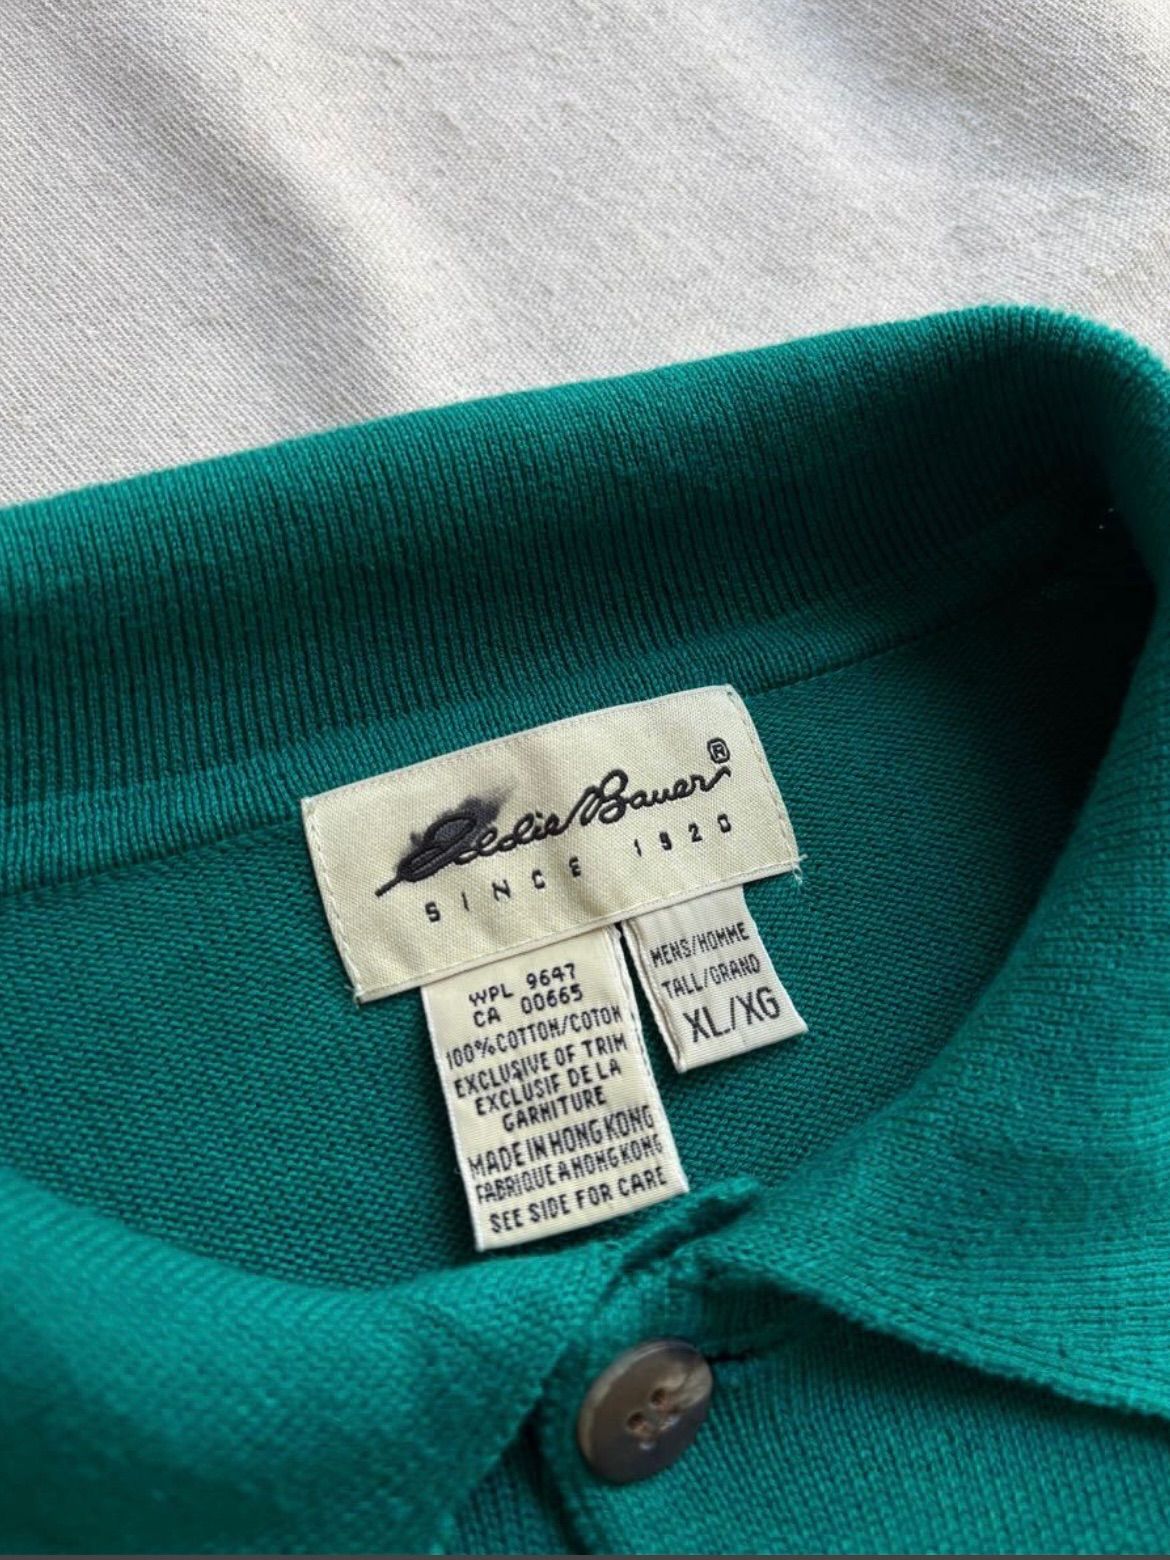 Eddie Bauer®
SINCE 1920
WPL 9647
CA 00665
100% COTTON/COTON
EXCLUSIVE OF TRIM
EXCLUSIF DE LA
GARNITURE
MADE IN HONG KONG
FABRIQUE A HONG KONG
SEE SIDE FOR CARE
MENS/HOMME
TALL/GRAND
XL/XG